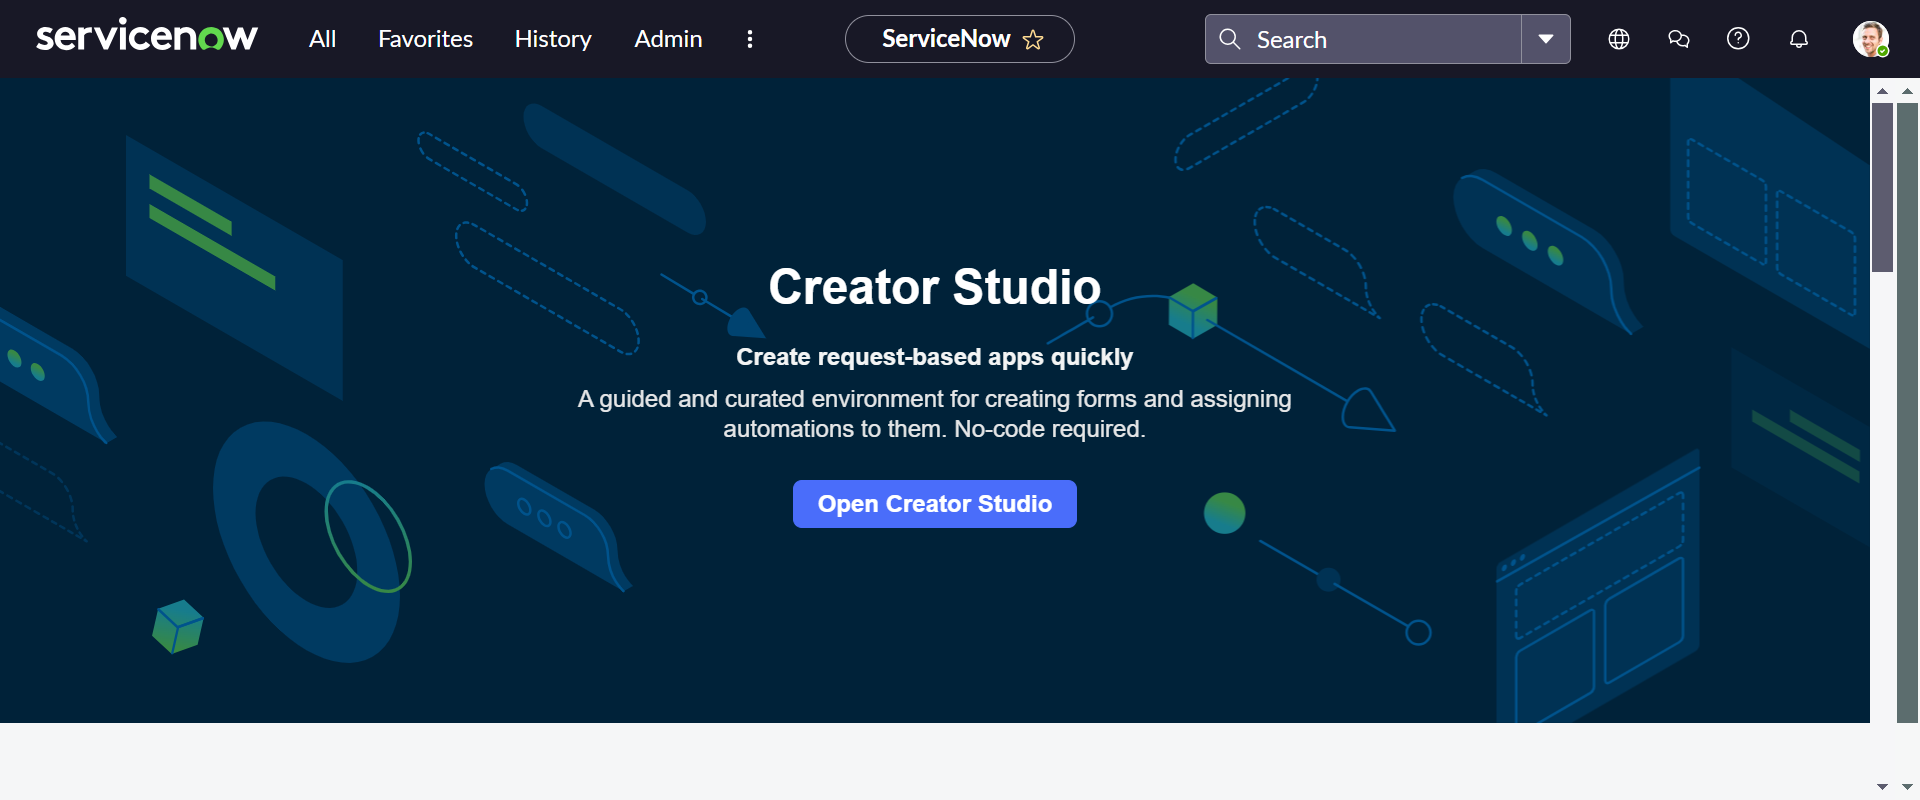 servicenow
All
Favorites
History
Admin
ServiceNow
Search
Creator Studio
Create request-based apps quickly
A guided and curated environment for creating forms and assigning
automations to them. No-code required.
Open Creator Studio